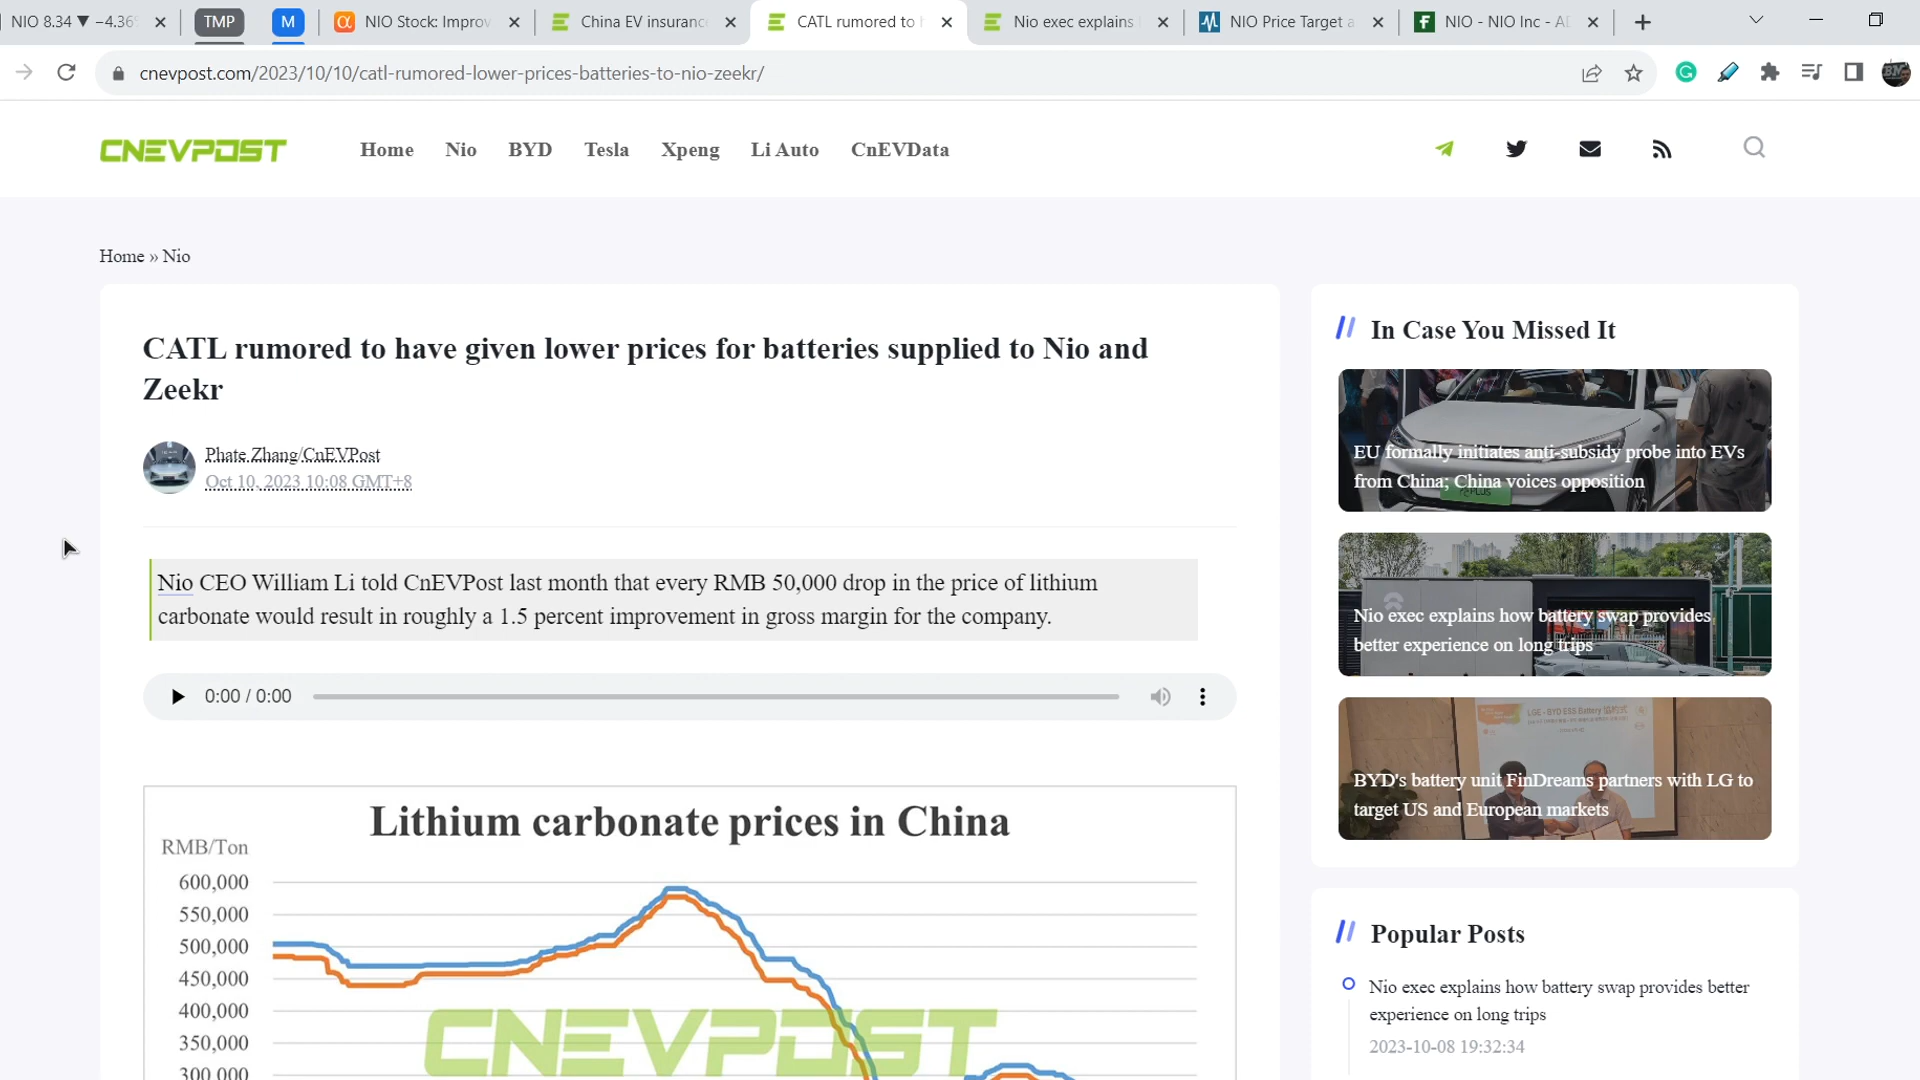 NIO 8.34 ▼ −4.36
TMP
M
NIO Stock: Improv
China EV insuranc
CATL rumored to h
Nio exec explains
NIO Price Target a
NIO - NIO Inc - AD
cnevpost.com/2023/10/10/catl-rumored-lower-prices-batteries-to-nio-zeekr/
CNEVPOST
Home
Nio
BYD
Tesla
Xpeng
Li Auto
CnEVData
Home » Nio
CATL rumored to have given lower prices for batteries supplied to Nio and
Zeekr
Phate Zhang/CnEVPost
Oct 10, 2023 10:08 GMT+8
Nio CEO William Li told CnEVPost last month that every RMB 50,000 drop in the price of lithium
carbonate would result in roughly a 1.5 percent improvement in gross margin for the company.
0:00 / 0:00
Lithium carbonate prices in China
RMB/Ton
600,000
550,000
500,000
450,000
400,000
350,000
300,000
CNEVPOST
In Case You Missed It
EU formally initiates anti-subsidy probe into EVs
from China; China voices opposition
Nio exec explains how battery swap provides
better experience on long trips
LGE - BYD ESS Battery
BYD's battery unit FinDreams partners with LG to
target US and European markets
Popular Posts
Nio exec explains how battery swap provides better
experience on long trips
2023-10-08 19:32:34